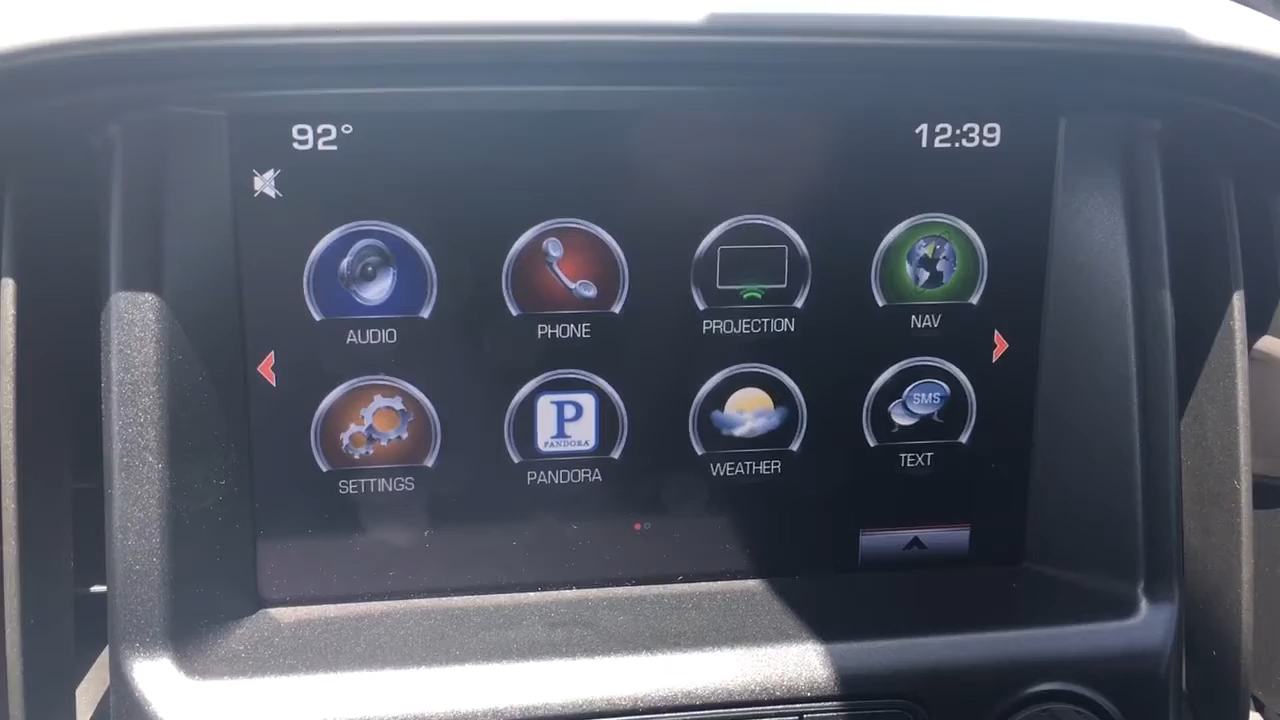 92° 12:39
AUDIO PHONE PROJECTION NAV
SMS
P
PANDORA
SETTINGS PANDORA WEATHER TEXT